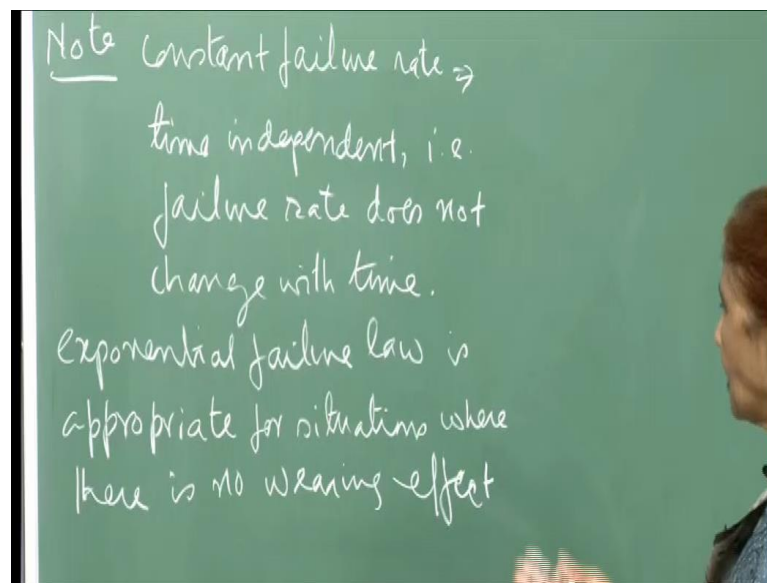 Note Constant failure rate ⇒
time independent, i.e.
failure rate does not
change with time.
exponential failure law is
appropriate for situations where
there is no wearing effect